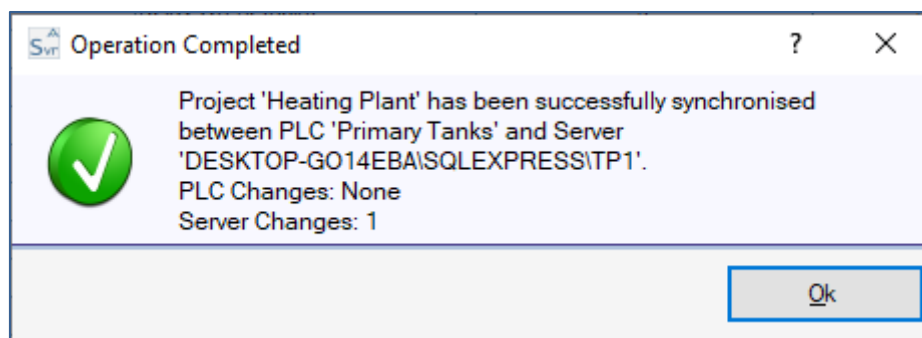 Svr A Operation Completed ?
Project 'Heating Plant' has been successfully synchronised
between PLC 'Primary Tanks' and Server
'DESKTOP-GO14EBA\SQLEXPRESS\TP1'.
PLC Changes: None
Server Changes: 1
Ok